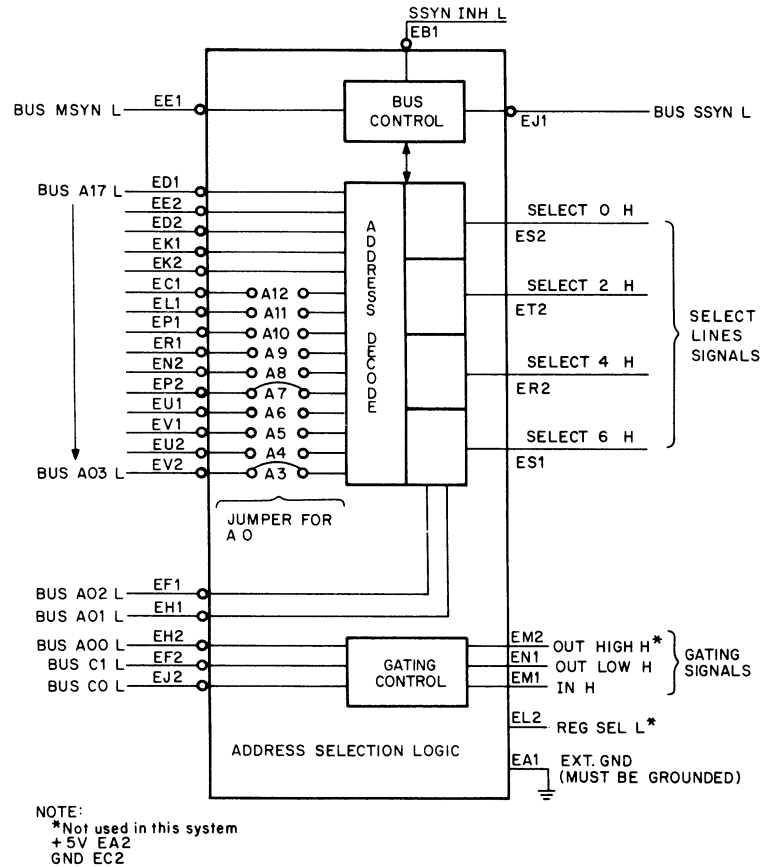 SSYN INH L
EB1
BUS MSYN L EE1
BUS CONTROL
EJ1 BUS SSYN L
BUS A17 L ED1
EE2
ED2
EK1
EK2
EC1 A12
EL1 A11
EP1 A10
ER1 A9
EN2 A8
EP2 A7
EU1 A6
EV1 A5
EU2 A4
BUS A03 L EV2 A3
ADDRESS DECODE
SELECT 0 H
ES2
SELECT 2 H
ET2
SELECT 4 H
ER2
SELECT 6 H
ES1
SELECT
LINES
SIGNALS
JUMPER FOR
A 0
BUS A02 L EF1
BUS A01 L EH1
BUS A00 L EH2
BUS C1 L EF2
BUS C0 L EJ2
GATING
CONTROL
EM2 OUT HIGH H*
EN1 OUT LOW H
EM1 IN H
GATING
SIGNALS
EL2 REG SEL L*
ADDRESS SELECTION LOGIC
EA1 EXT. GND
(MUST BE GROUNDED)
NOTE:
*Not used in this system
+5V EA2
GND EC2